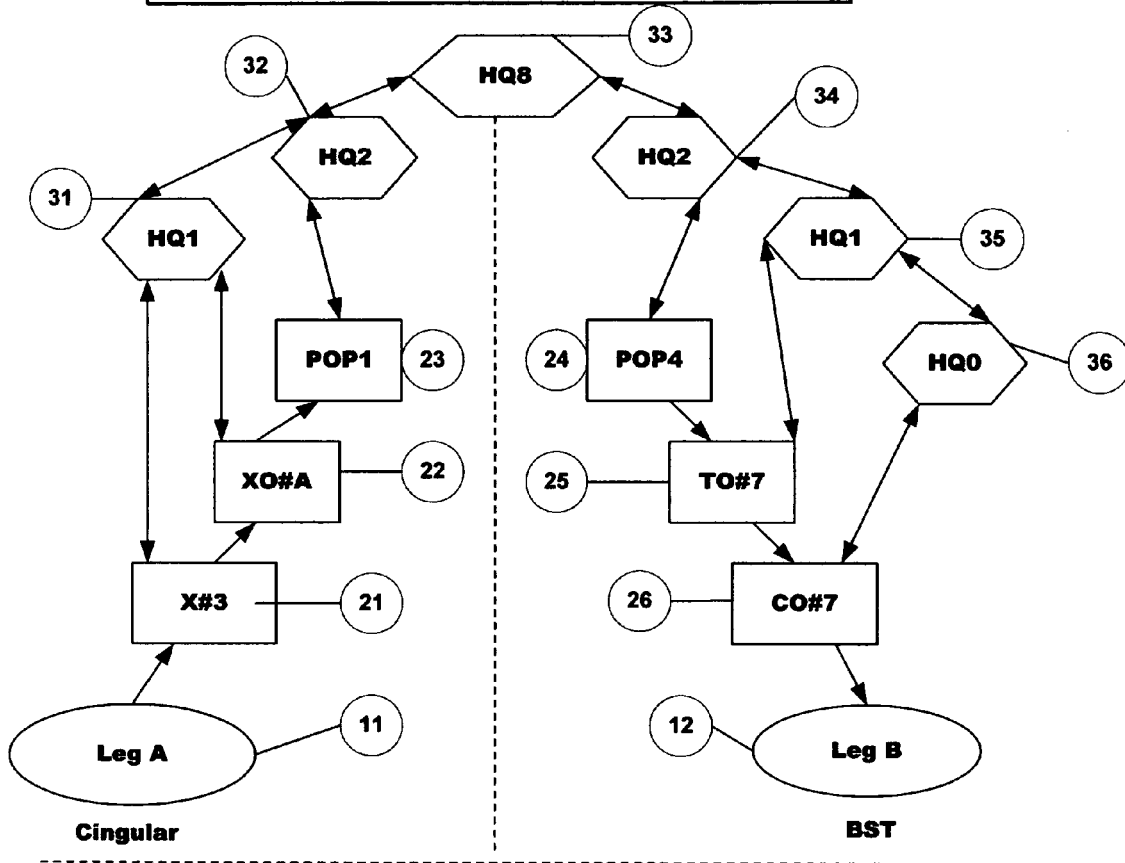 33
HQ8
32
34
HQ2
HQ2
31
HQ1
HQ1
35
POP1
23
24
POP4
HQ0
36
XO#A
22
25
TO#7
X#3
21
26
CO#7
11
12
Leg A
Leg B
Cingular
BST